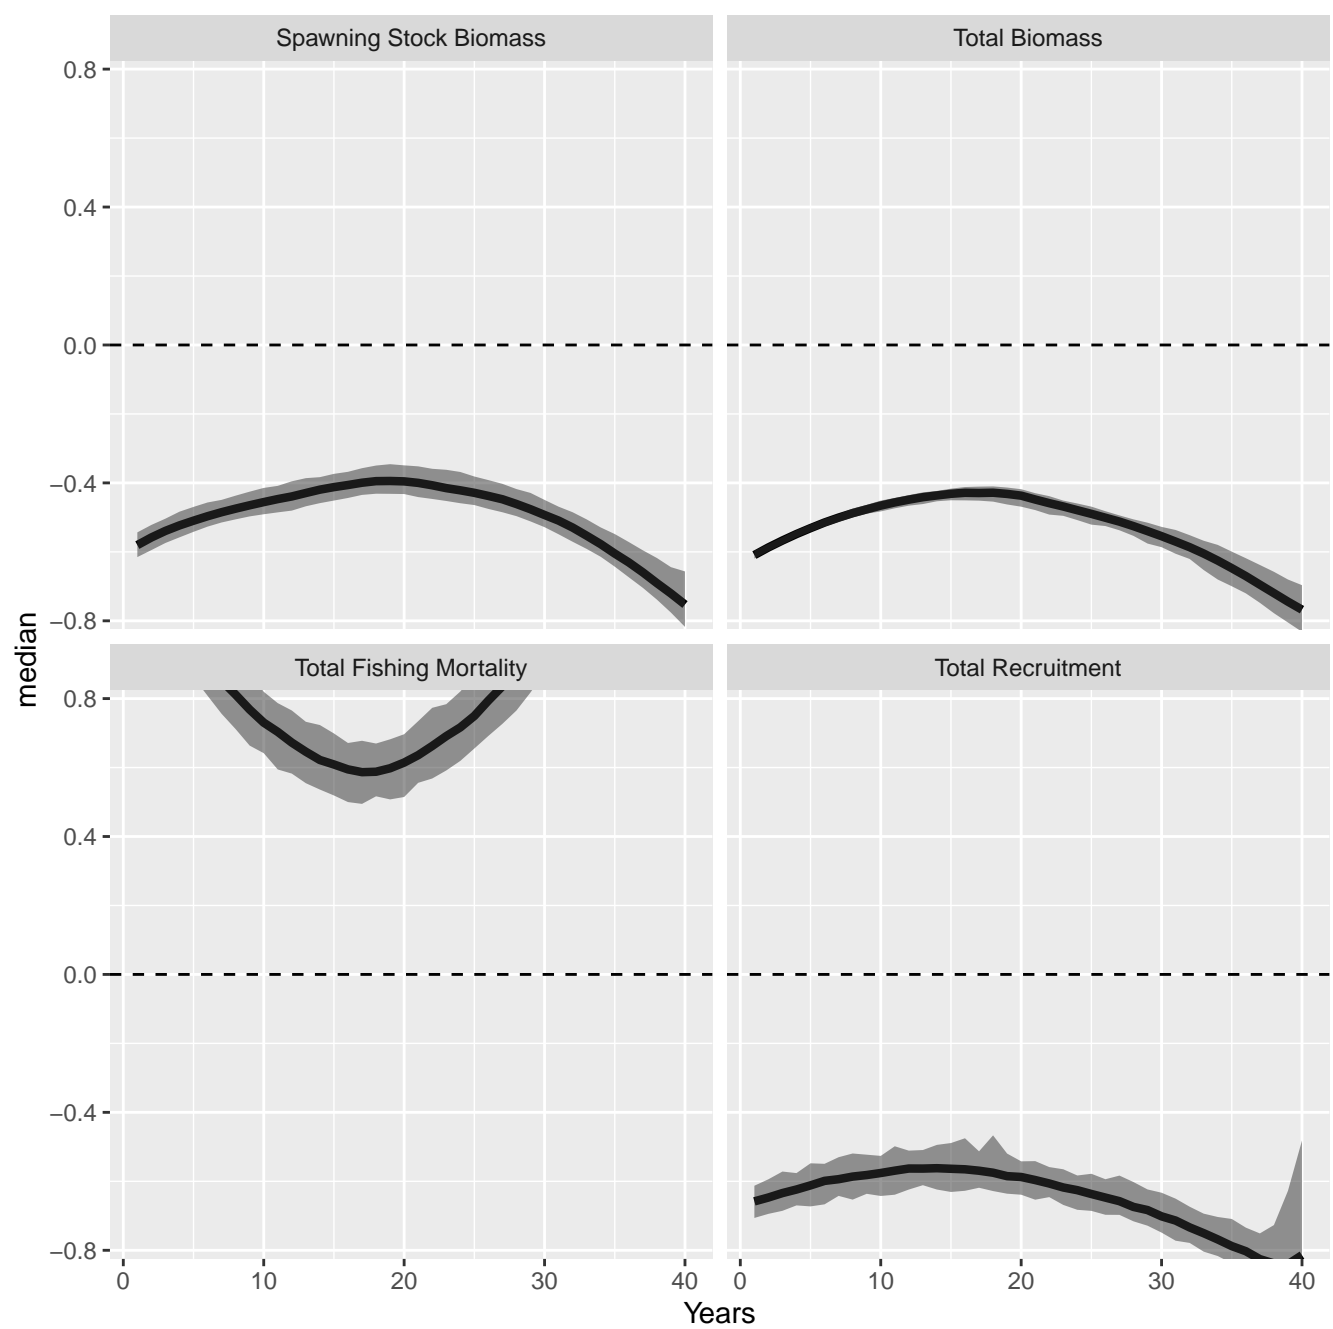 Spawning Stock Biomass
Total Biomass
0.8
0.4
0.0
−0.4
−0.8
median
Total Fishing Mortality
Total Recruitment
0.8
0.4
0.0
−0.4
−0.8
0 10 20 30 40
0 10 20 30 40
Years